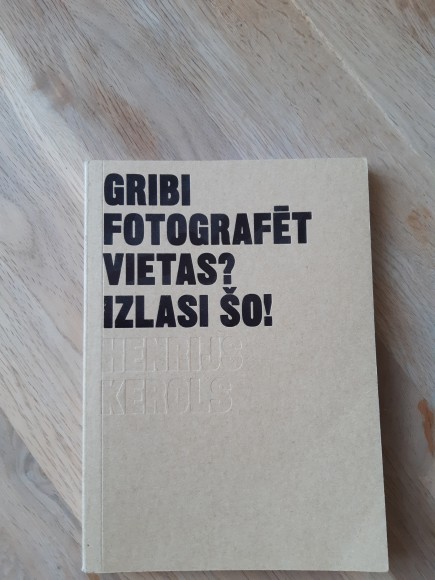 GRIBI
FOTOGRAFĒT
VIETAS?
IZLASI ŠO!
HENRIJS
KEROLS